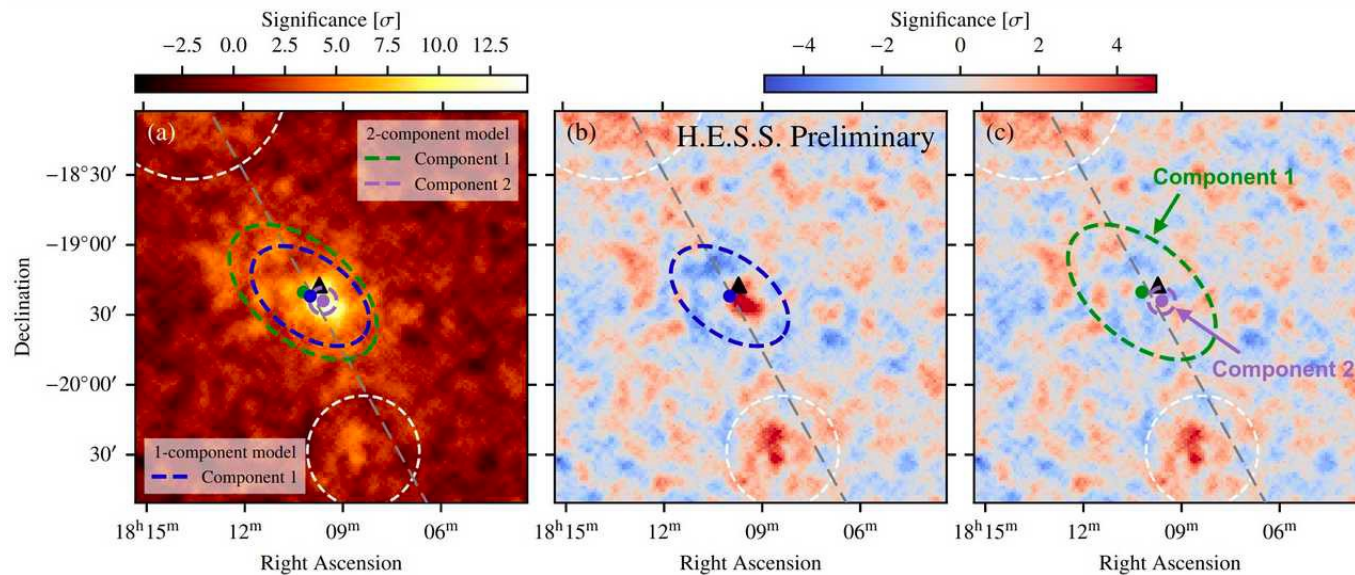 Significance [σ]
−2.5 0.0 2.5 5.0 7.5 10.0 12.5
Significance [σ]
−4 −2 0 2 4
(a)
2-component model
Component 1
Component 2
1-component model
Component 1
(b)
H.E.S.S. Preliminary
(c)
Component 1
Component 2
Declination
−18°30′
−19°00′
30′
−20°00′
30′
18h15m 12m 09m 06m
Right Ascension
18h15m 12m 09m 06m
Right Ascension
18h15m 12m 09m 06m
Right Ascension